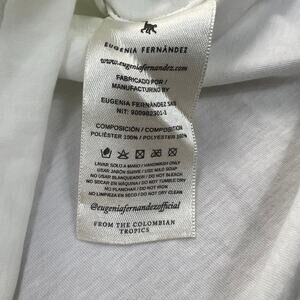 EUGENIA FERNÁNDEZ
www.eugeniafernandez.com
FABRICADO POR /
MANUFACTURING BY
EUGENIA FERNÁNDEZ SAS
NIT: 900982301-1
COMPOSICIÓN / COMPOSITION
POLIÉSTER 100% / POLYESTER 100%
LAVAR SOLO A MANO / HANDWASH ONLY
USAR JABÓN SUAVE / USE MILD SOAP
NO USAR BLANQUEADOR / DO NOT BLEACH
NO SECAR EN MÁQUINA / DO NOT TUMBLE DRY
NO PLANCHAR / DO NOT IRON
NO LIMPIEZA EN SECO / DO NOT DRY CLEAN
@eugeniafernandezofficial
FROM THE COLOMBIAN
TROPICS